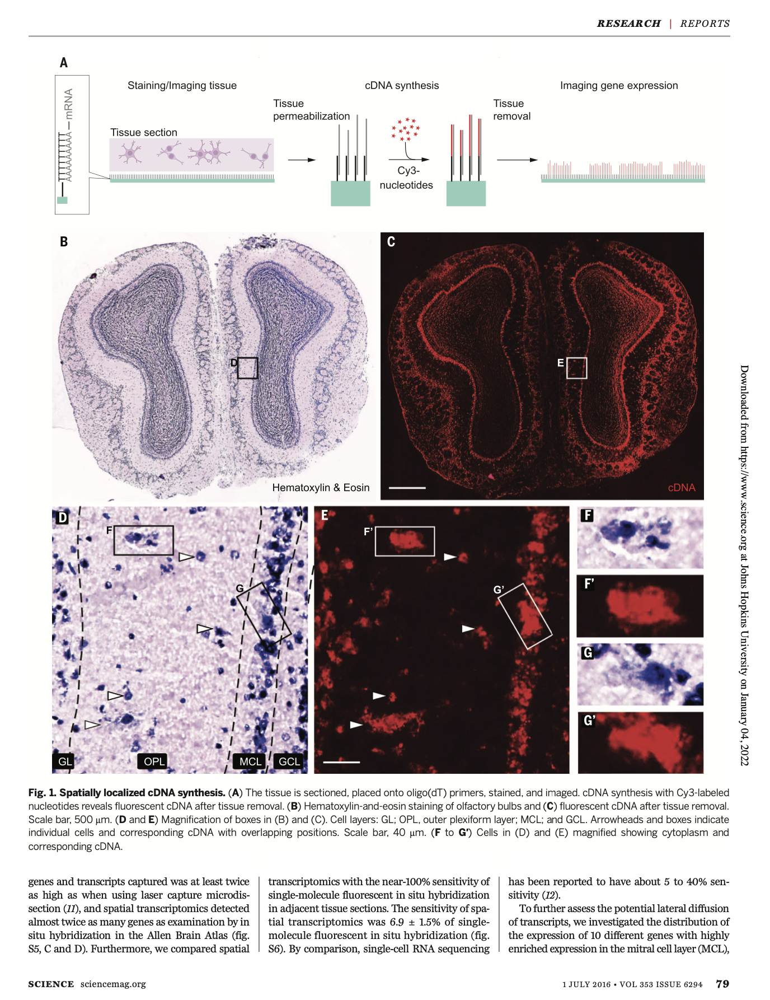 RESEARCH | REPORTS
A
Staining/Imaging tissue
cDNA synthesis
Imaging gene expression
mRNA
TTTTTTTTT
AAAAAAAAA
Tissue section
Tissue
permeabilization
Cy3-
nucleotides
Tissue
removal
B
D
Hematoxylin & Eosin
C
E
cDNA
D
F
G
GL
OPL
MCL
GCL
E
F’
G’
F
F’
G
G’
Fig. 1. Spatially localized cDNA synthesis. (A) The tissue is sectioned, placed onto oligo(dT) primers, stained, and imaged. cDNA synthesis with Cy3-labeled
nucleotides reveals fluorescent cDNA after tissue removal. (B) Hematoxylin-and-eosin staining of olfactory bulbs and (C) fluorescent cDNA after tissue removal.
Scale bar, 500 μm. (D and E) Magnification of boxes in (B) and (C). Cell layers: GL; OPL, outer plexiform layer; MCL; and GCL. Arrowheads and boxes indicate
individual cells and corresponding cDNA with overlapping positions. Scale bar, 40 μm. (F to G′) Cells in (D) and (E) magnified showing cytoplasm and
corresponding cDNA.
genes and transcripts captured was at least twice
as high as when using laser capture microdis-
section (11), and spatial transcriptomics detected
almost twice as many genes as examination by in
situ hybridization in the Allen Brain Atlas (fig.
S5, C and D). Furthermore, we compared spatial
transcriptomics with the near-100% sensitivity of
single-molecule fluorescent in situ hybridization
in adjacent tissue sections. The sensitivity of spa-
tial transcriptomics was 6.9 ± 1.5% of single-
molecule fluorescent in situ hybridization (fig.
S6). By comparison, single-cell RNA sequencing
has been reported to have about 5 to 40% sen-
sitivity (12).
To further assess the potential lateral diffusion
of transcripts, we investigated the distribution of
the expression of 10 different genes with highly
enriched expression in the mitral cell layer (MCL),
SCIENCE sciencemag.org
1 JULY 2016 • VOL 353 ISSUE 6294 79
Downloaded from https://www.science.org at Johns Hopkins University on January 04, 2022